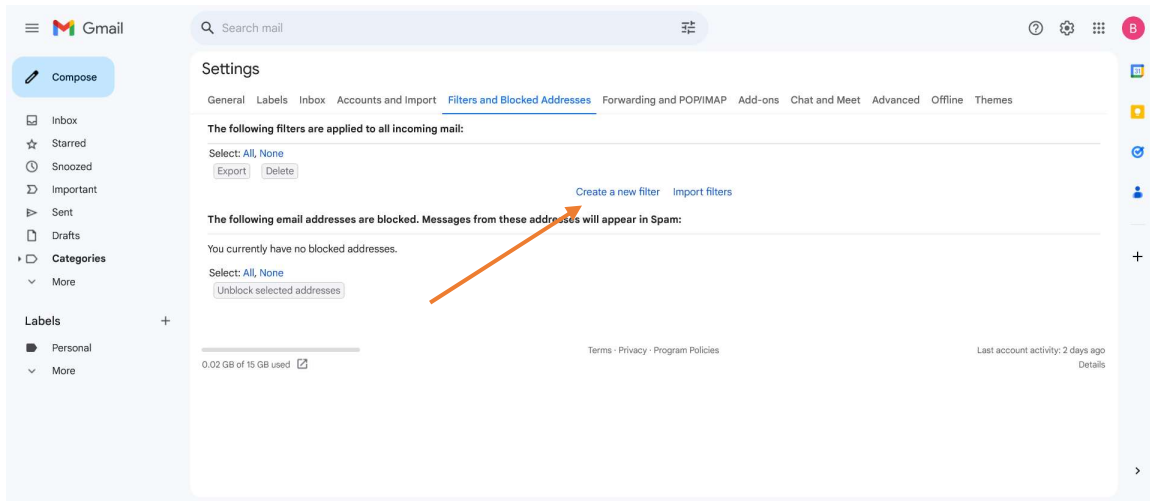 Gmail
Search mail
B
Compose
Inbox
Starred
Snoozed
Important
Sent
Drafts
Categories
More
Labels +
Personal
More
Settings
General Labels Inbox Accounts and Import Filters and Blocked Addresses Forwarding and POP/IMAP Add-ons Chat and Meet Advanced Offline Themes
The following filters are applied to all incoming mail:
Select: All, None
Export Delete
Create a new filter Import filters
The following email addresses are blocked. Messages from these addresses will appear in Spam:
You currently have no blocked addresses.
Select: All, None
Unblock selected addresses
0.02 GB of 15 GB used
Terms · Privacy · Program Policies
Last account activity: 2 days ago
Details
31